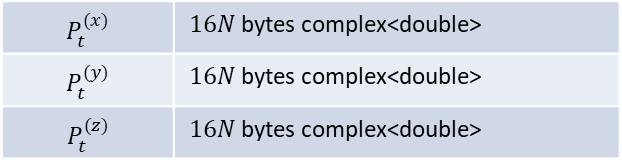 P_t^(x) 16N bytes complex<double>
P_t^(y) 16N bytes complex<double>
P_t^(z) 16N bytes complex<double>